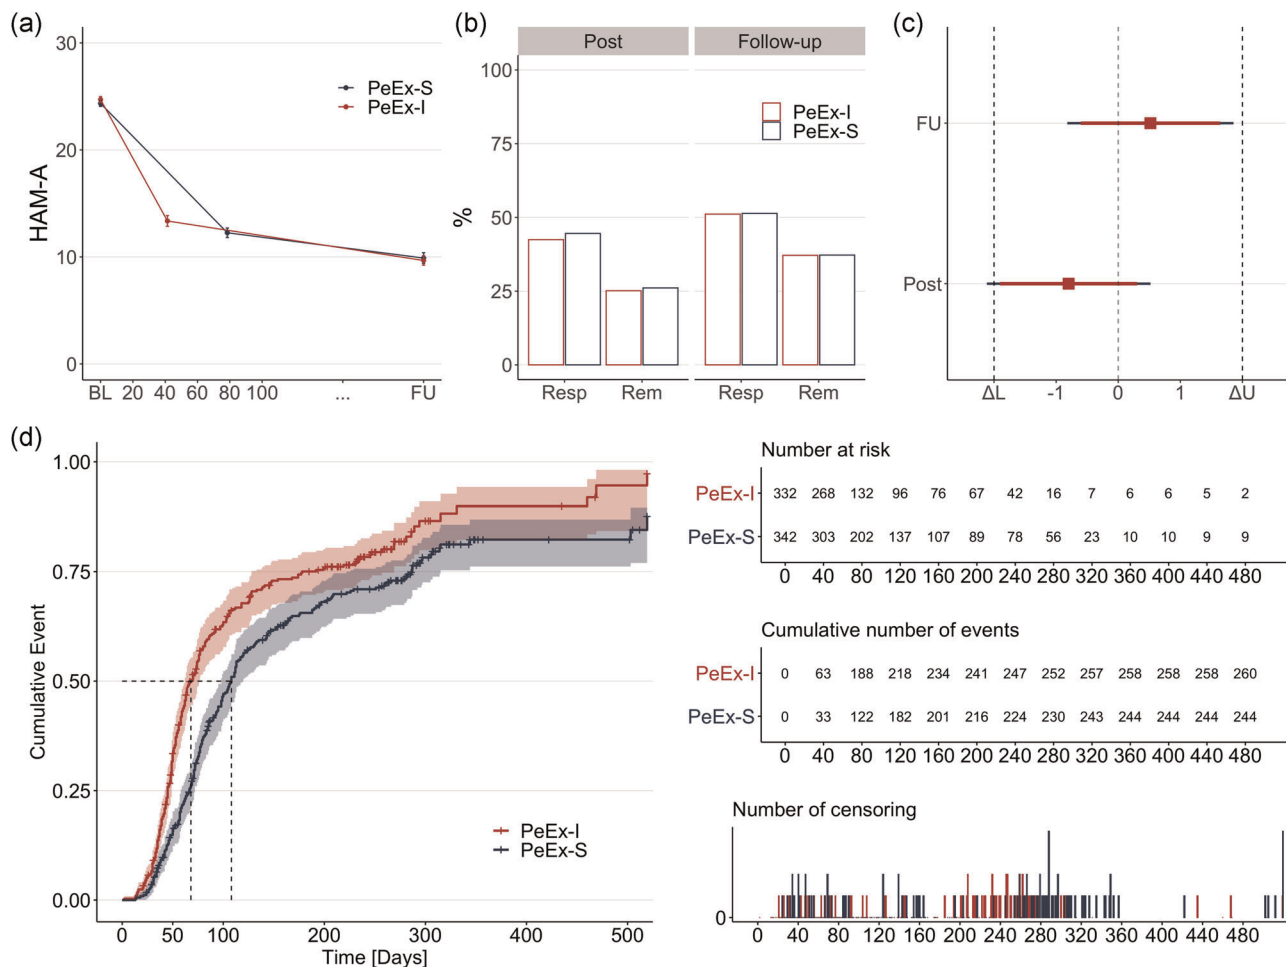 (a)
30
20
10
0
HAM-A
PeEx-S
PeEx-I
BL 20 40 60 80 100 ... FU
(b)
Post Follow-up
100
75
50
25
0
%
PeEx-I
PeEx-S
Resp Rem Resp Rem
(c)
FU
Post
ΔL -1 0 1 ΔU
(d)
1.00
0.75
0.50
0.25
0.00
Cumulative Event
PeEx-I
PeEx-S
0 50 100 200 300 400 500
Time [Days]
Number at risk
PeEx-I 332 268 132 96 76 67 42 16 7 6 6 5 2
PeEx-S 342 303 202 137 107 89 78 56 23 10 10 9 9
0 40 80 120 160 200 240 280 320 360 400 440 480
Cumulative number of events
PeEx-I 0 63 188 218 234 241 247 252 257 258 258 258 260
PeEx-S 0 33 122 182 201 216 224 230 243 244 244 244 244
0 40 80 120 160 200 240 280 320 360 400 440 480
Number of censoring
0
0 40 80 120 160 200 240 280 320 360 400 440 480